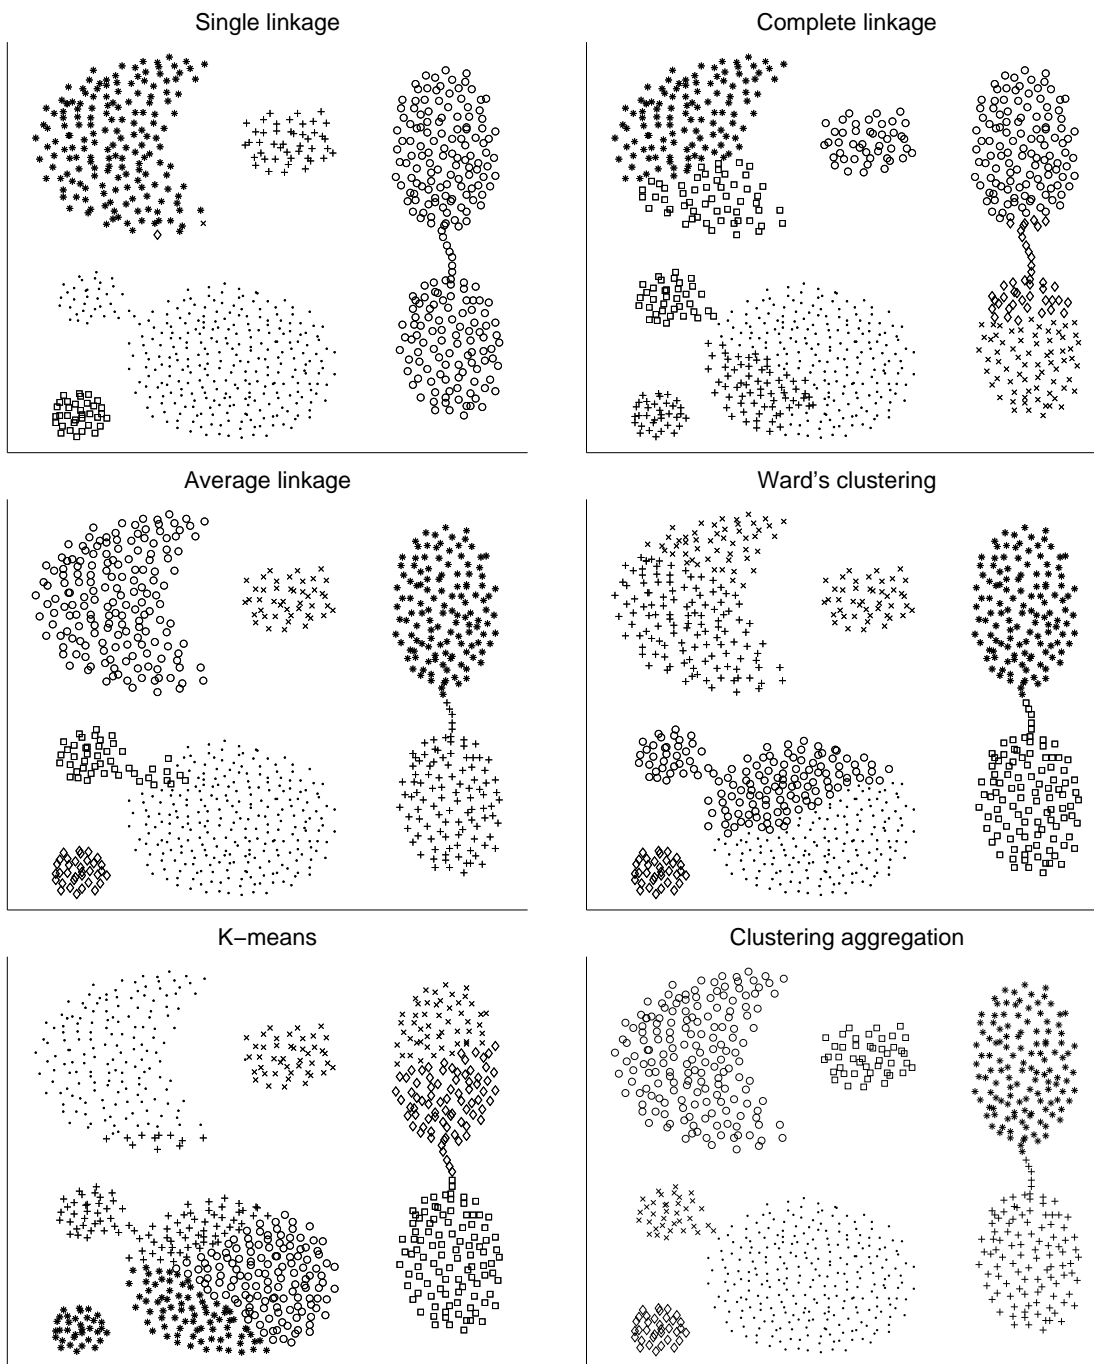 Single linkage
Complete linkage
Average linkage
Ward's clustering
K−means
Clustering aggregation